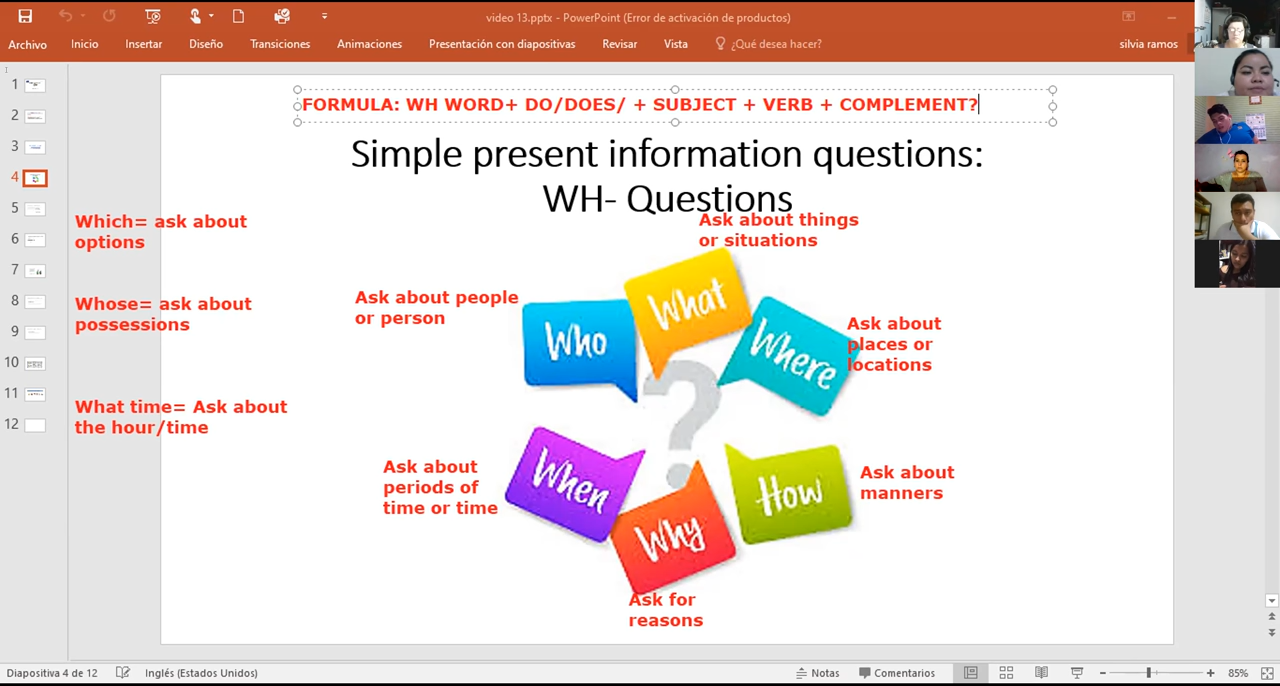 video 13.pptx - PowerPoint (Error de activación de productos)
Archivo
Inicio
Insertar
Diseño
Transiciones
Animaciones
Presentación con diapositivas
Revisar
Vista
¿Qué desea hacer?
silvia ramos
1
2
3
4
5
6
7
8
9
10
11
12
FORMULA: WH WORD+ DO/DOES/ + SUBJECT + VERB + COMPLEMENT?
Simple present information questions:
WH- Questions
Which= ask about
options
Whose= ask about
possessions
What time= Ask about
the hour/time
Ask about things
or situations
Ask about people
or person
Who
What
Where
Ask about
places or
locations
Ask about
periods of
time or time
When
Why
How
Ask about
manners
Ask for
reasons
Diapositiva 4 de 12
Inglés (Estados Unidos)
Notas
Comentarios
85%